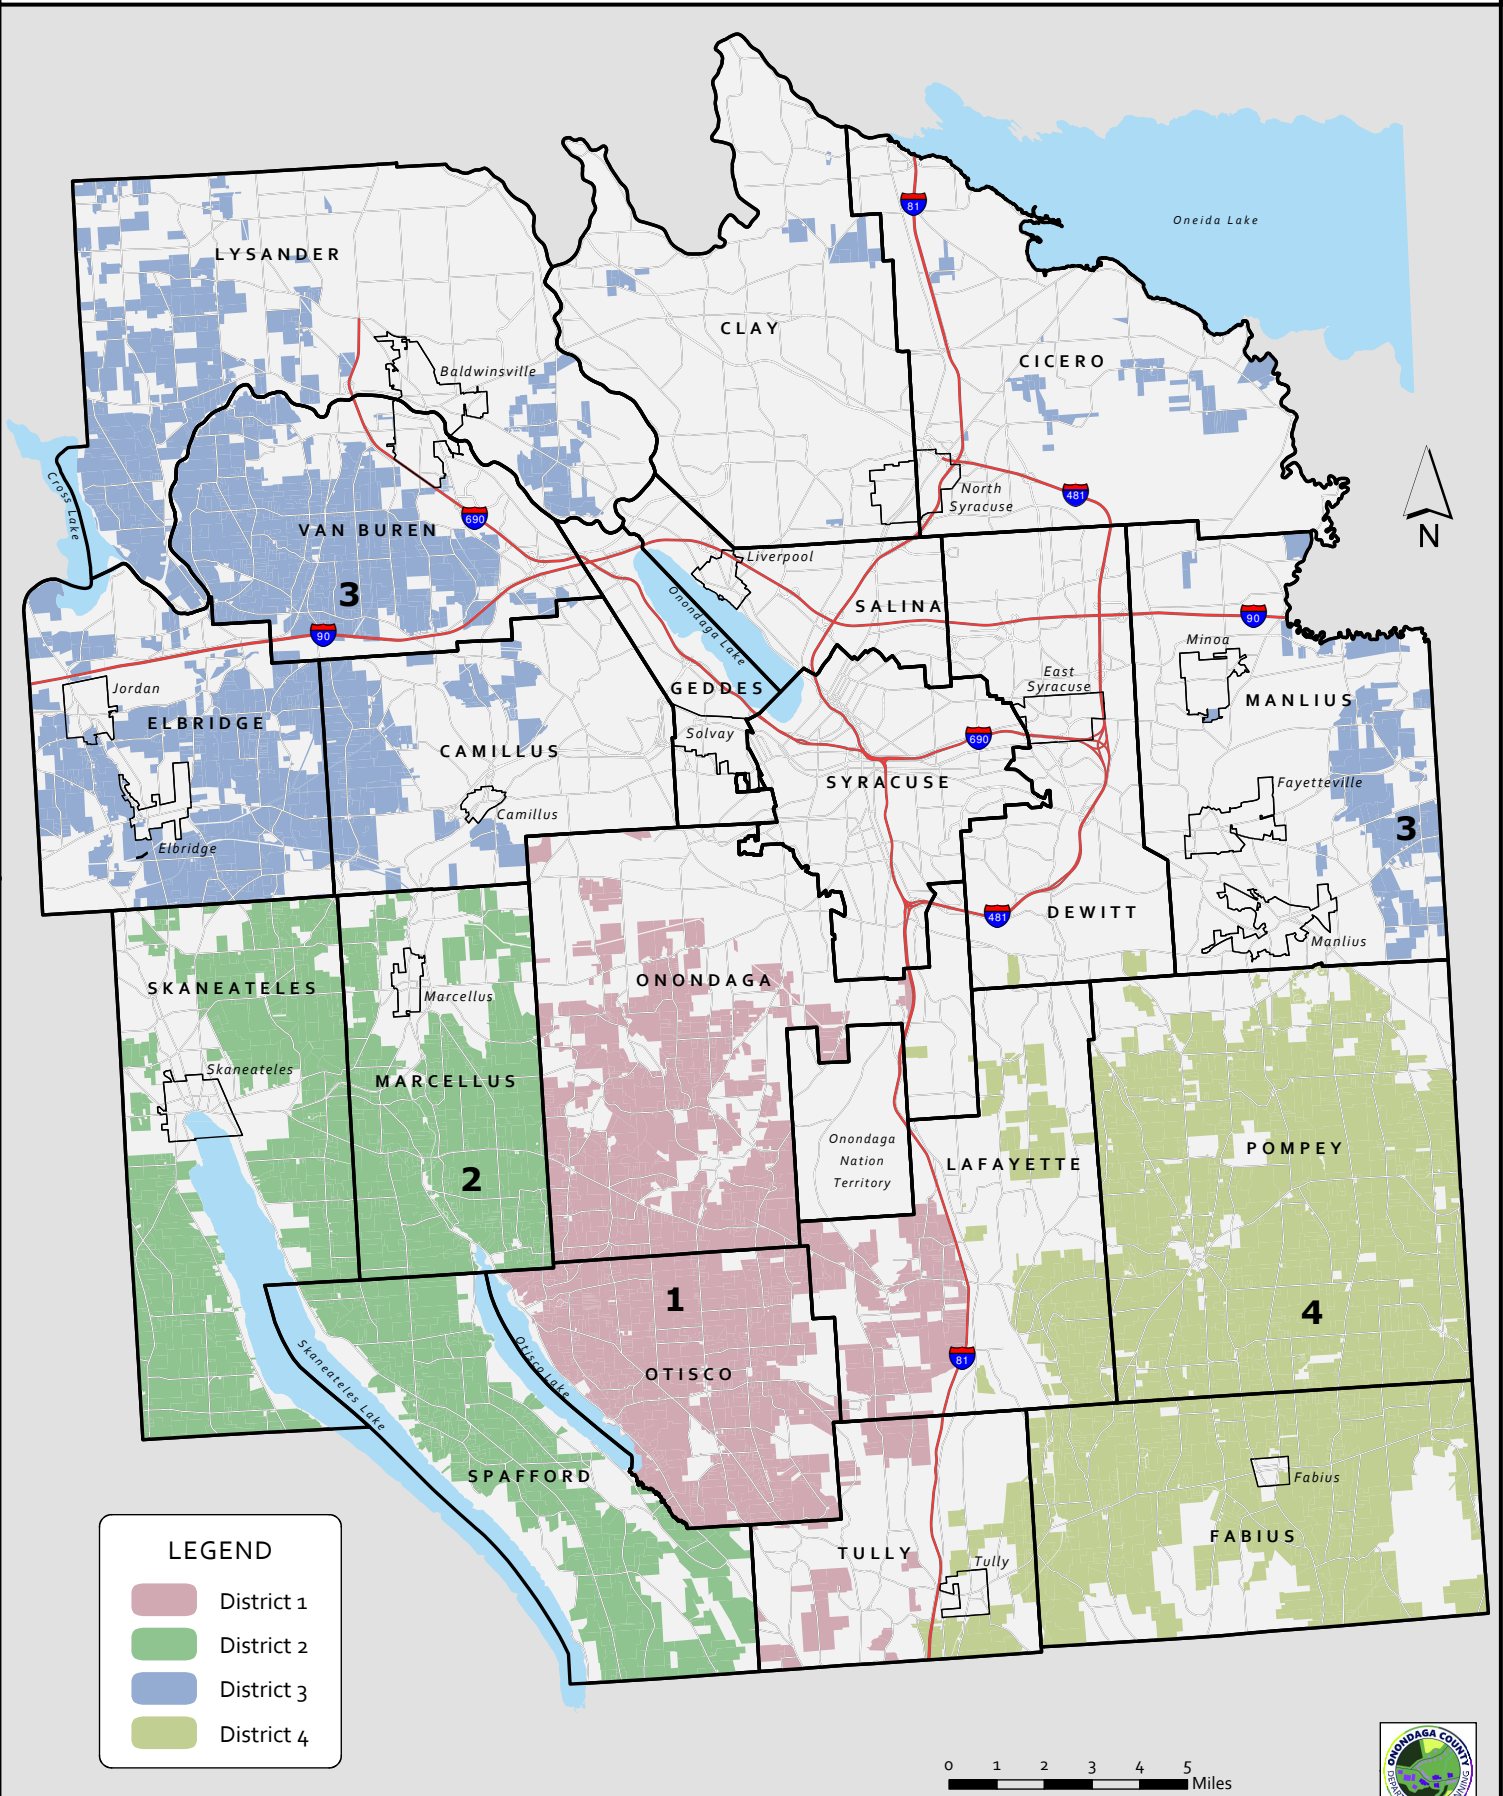 Oneida Lake
81
LYSANDER
CLAY
CICERO
Baldwinsville
Cross Lake
North
Syracuse
481
690
VAN BUREN
N
Liverpool
3
Onondaga Lake
SALINA
90
90
Minoa
East
Syracuse
GEDDES
Jordan
MANLIUS
ELBRIDGE
Solvay
690
CAMILLUS
SYRACUSE
Fayetteville
Camillus
3
Elbridge
481
DEWITT
Manlius
ONONDAGA
SKANEATELES
Marcellus
Skaneateles
MARCELLUS
Onondaga
Nation
Territory
POMPEY
LAFAYETTE
2
1
4
Skaneateles Lake
Otisco Lake
81
OTISCO
SPAFFORD
Fabius
FABIUS
TULLY
Tully
LEGEND
District 1
District 2
District 3
District 4
0 1 2 3 4 5
Miles
ONONDAGA COUNTY